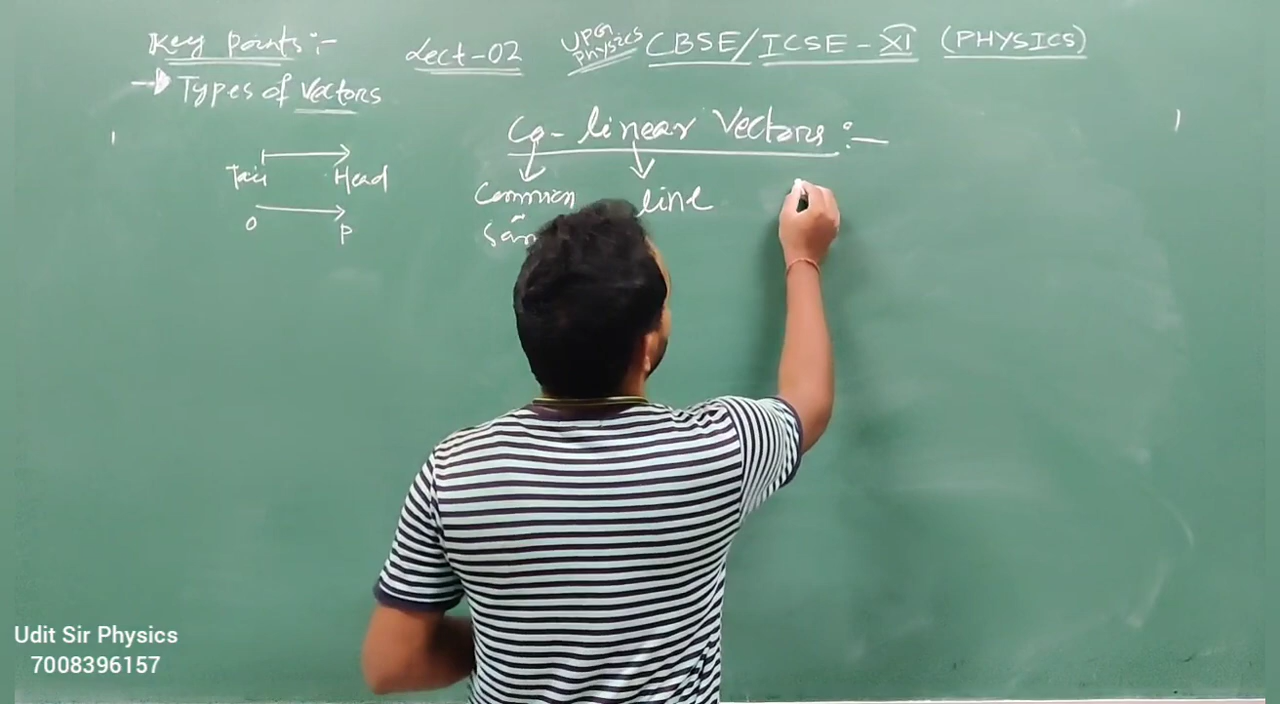 Key points:-
Lect-02
UPG Physics
CBSE/ICSE-XI (PHYSICS)
→ Types of Vectors
Co-linear Vectors:-
Tail Head
O P
Common line
Udit Sir Physics
7008396157